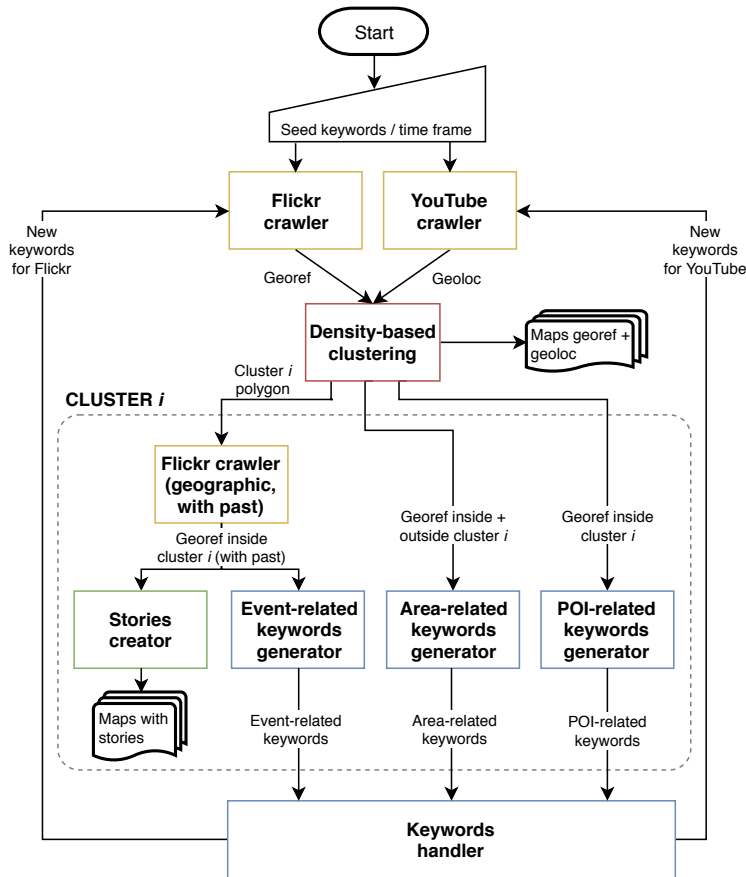 Start
Seed keywords / time frame
Flickr
crawler
YouTube
crawler
New
keywords
for Flickr
New
keywords
for YouTube
Georef
Geoloc
Density-based
clustering
Maps georef +
geoloc
Cluster i
polygon
CLUSTER i
Flickr crawler
(geographic,
with past)
Georef inside +
outside cluster i
Georef inside
cluster i
Georef inside
cluster i (with past)
Stories
creator
Event-related
keywords
generator
Area-related
keywords
generator
POI-related
keywords
generator
Maps with
stories
Event-related
keywords
Area-related
keywords
POI-related
keywords
Keywords
handler